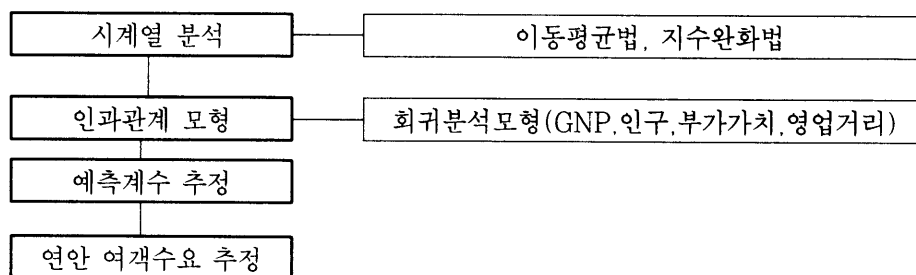 시계열 분석
이동평균법, 지수완화법
인과관계 모형
회귀분석모형(GNP,인구,부가가치,영업거리)
예측계수 추정
연안 여객수요 추정